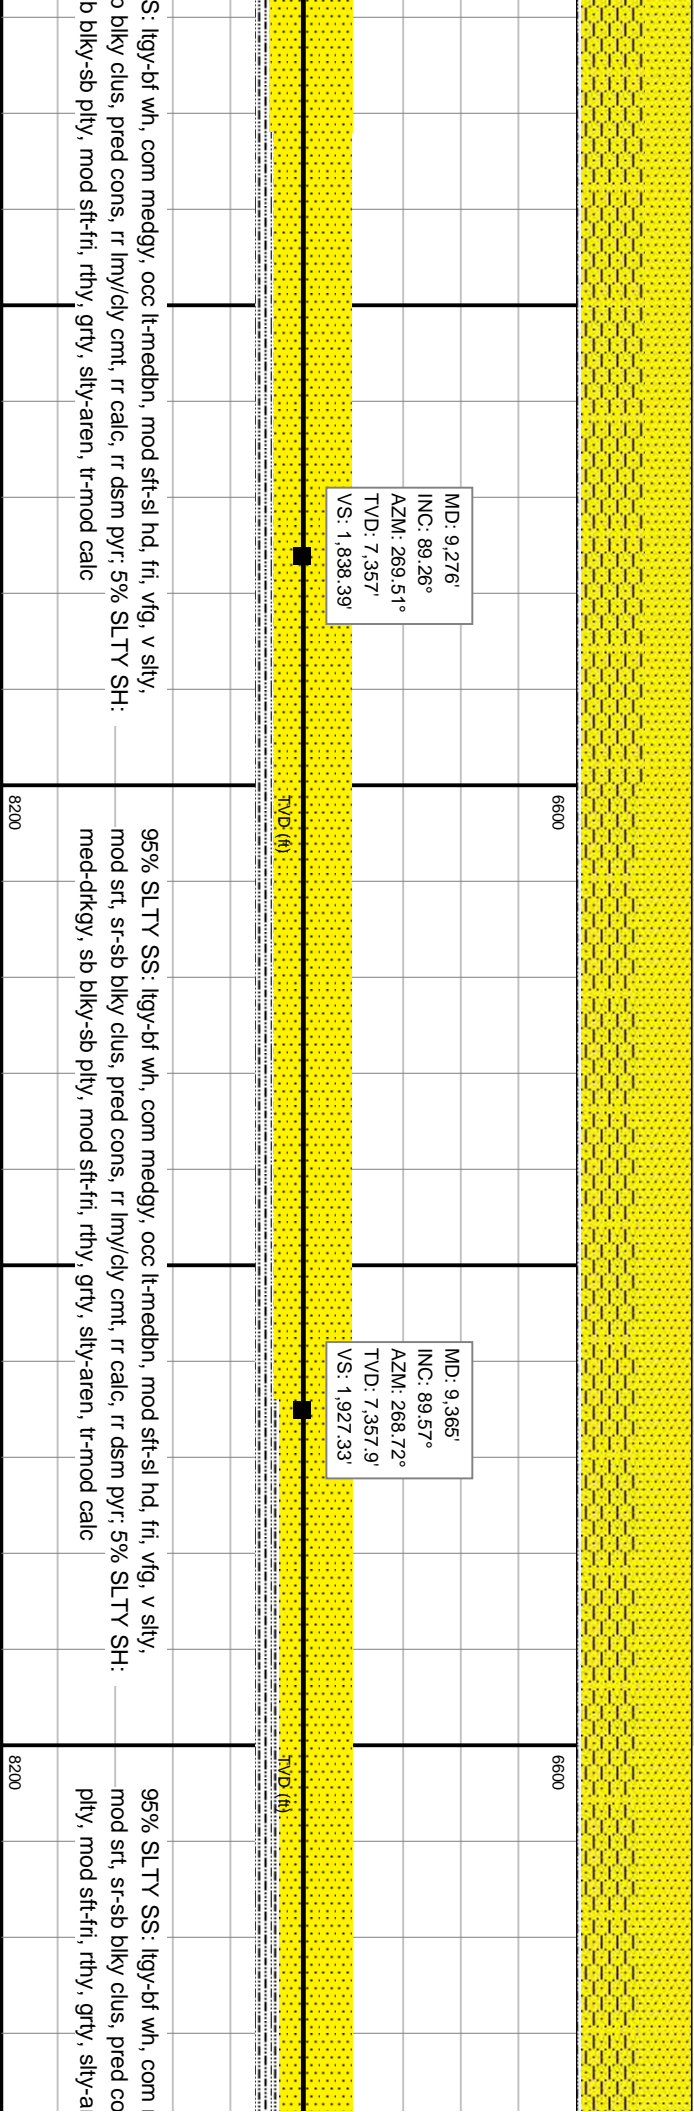 S: ltgy-bf wh, com medgy, occ lt-medbn, mod sft-sl hd, fri, vfg, v slty,
b blky clus, pred cons, rr lmy/cly cmt, rr calc, rr dsm pyr; 5% SLTY SH:
b blky-sb plty, mod sft-fri, rthy, grty, slty-aren, tr-mod calc
MD: 9,276'
INC: 89.26°
AZM: 269.51°
TVD: 7,357'
VS: 1,838.39'
6600
TVD (ft)
8200
95% SLTY SS: ltgy-bf wh, com medgy, occ lt-medbn, mod sft-sl hd, fri, vfg, v slty,
mod srt, sr-sb blky clus, pred cons, rr lmy/cly cmt, rr calc, rr dsm pyr; 5% SLTY SH:
med-drkgy, sb blky-sb plty, mod sft-fri, rthy, grty, slty-aren, tr-mod calc
MD: 9,365'
INC: 89.57°
AZM: 268.72°
TVD: 7,357.9'
VS: 1,927.33'
6600
TVD (ft)
8200
95% SLTY SS: ltgy-bf wh, com
mod srt, sr-sb blky clus, pred co
plty, mod sft-fri, rthy, grty, slty-a